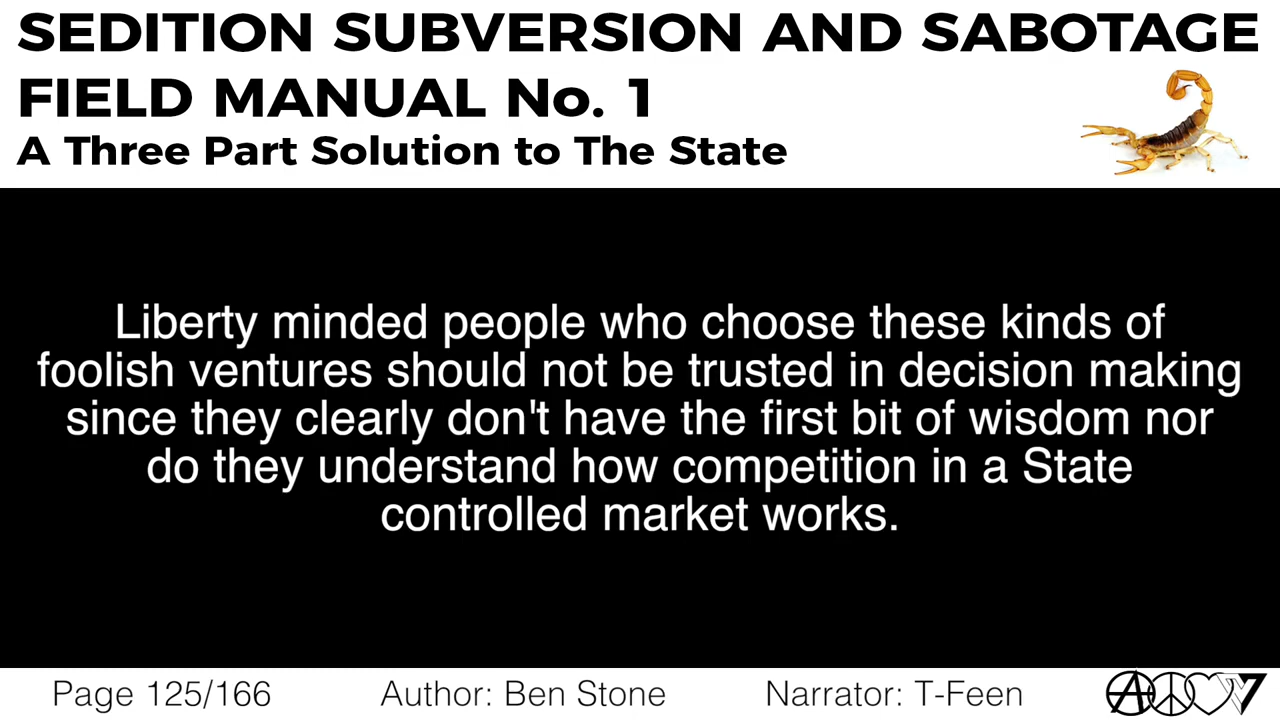 SEDITION SUBVERSION AND SABOTAGE
FIELD MANUAL No. 1
A Three Part Solution to The State
Liberty minded people who choose these kinds of
foolish ventures should not be trusted in decision making
since they clearly don't have the first bit of wisdom nor
do they understand how competition in a State
controlled market works.
Page 125/166 Author: Ben Stone Narrator: T-Feen